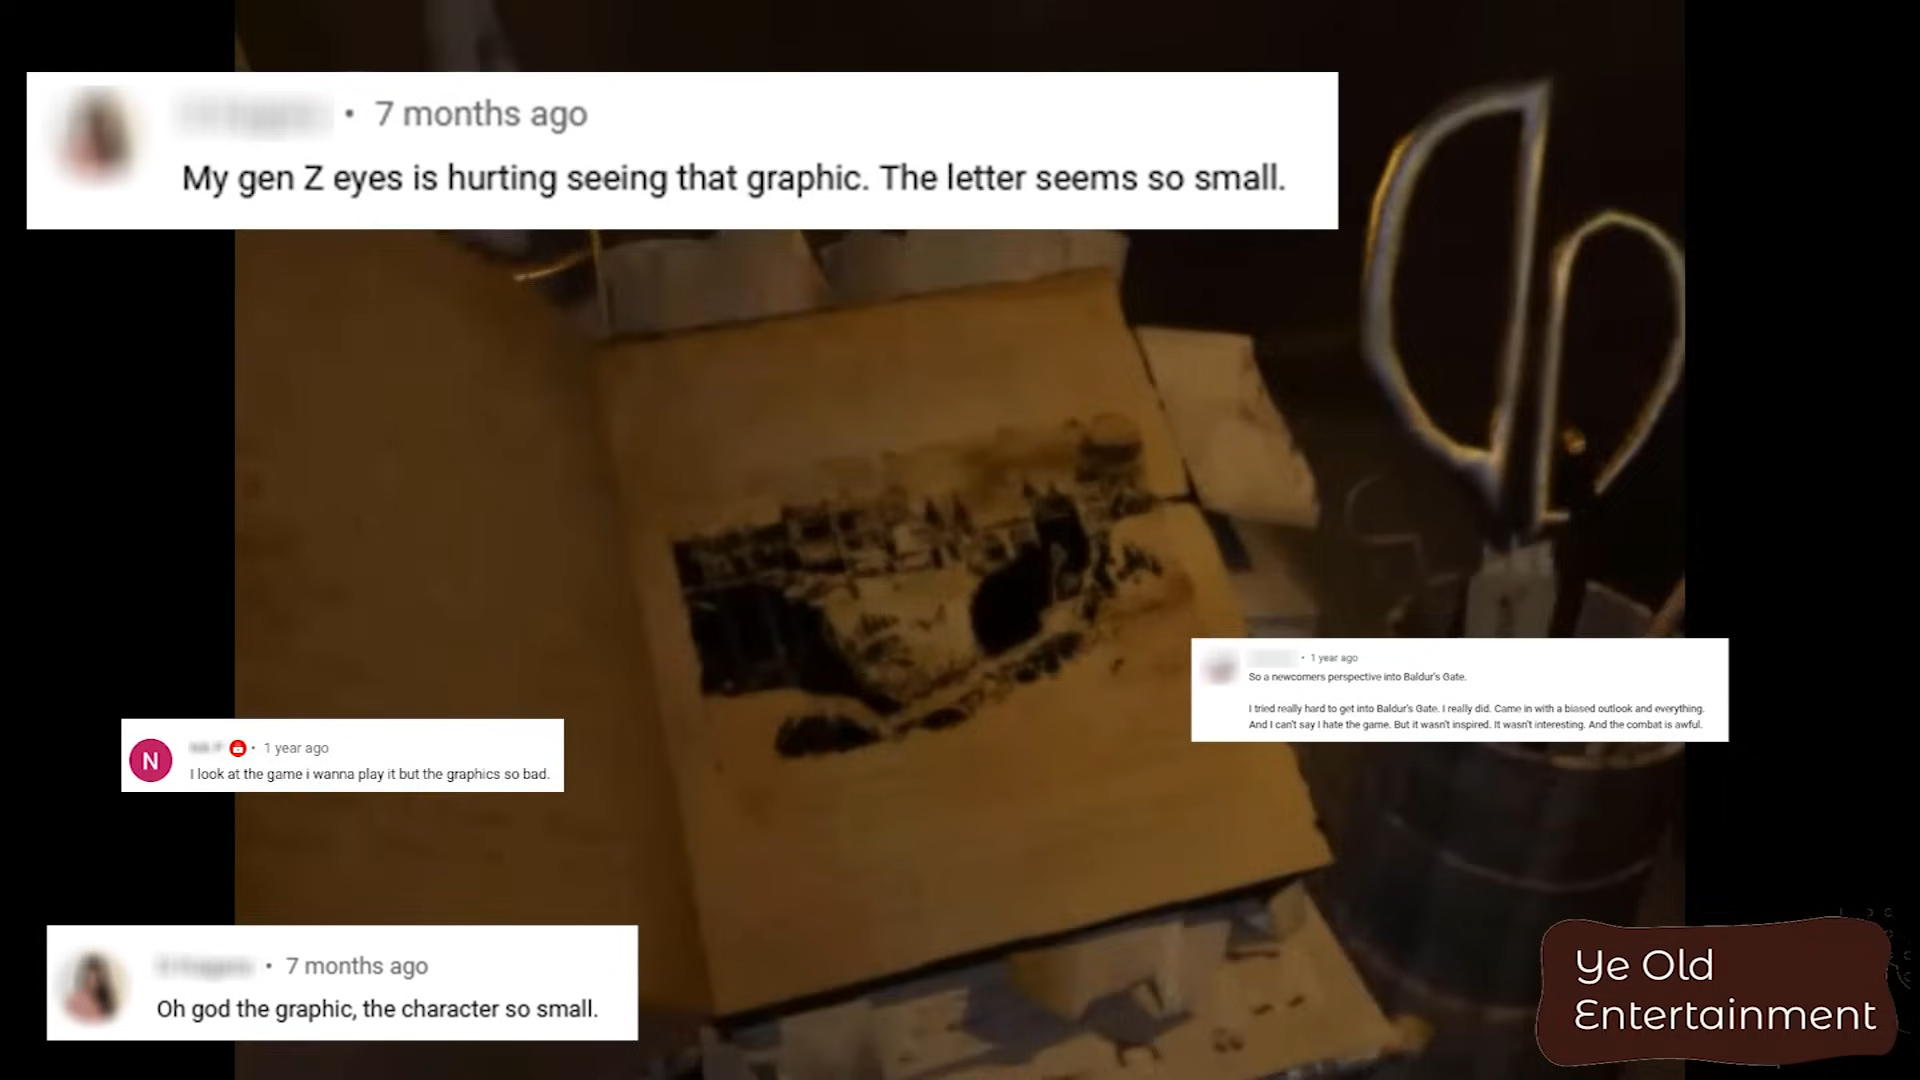 • 7 months ago
My gen Z eyes is hurting seeing that graphic. The letter seems so small.
• 1 year ago
So a newcomers perspective into Baldur's Gate.
I tried really hard to get into Baldur's Gate. I really did. Came in with a biased outlook and everything.
And I can't say I hate the game. But it wasn't inspired. It wasn't interesting. And the combat is awful.
N
• 1 year ago
I look at the game i wanna play it but the graphics so bad.
• 7 months ago
Oh god the graphic, the character so small.
Ye Old
Entertainment